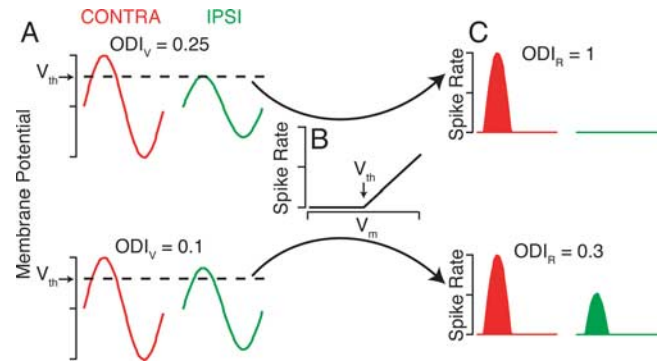 A
CONTRA
IPSI
ODI_V = 0.25
V_th
Membrane Potential
ODI_V = 0.1
V_th
B
Spike Rate
V_th
V_m
C
ODI_R = 1
Spike Rate
ODI_R = 0.3
Spike Rate